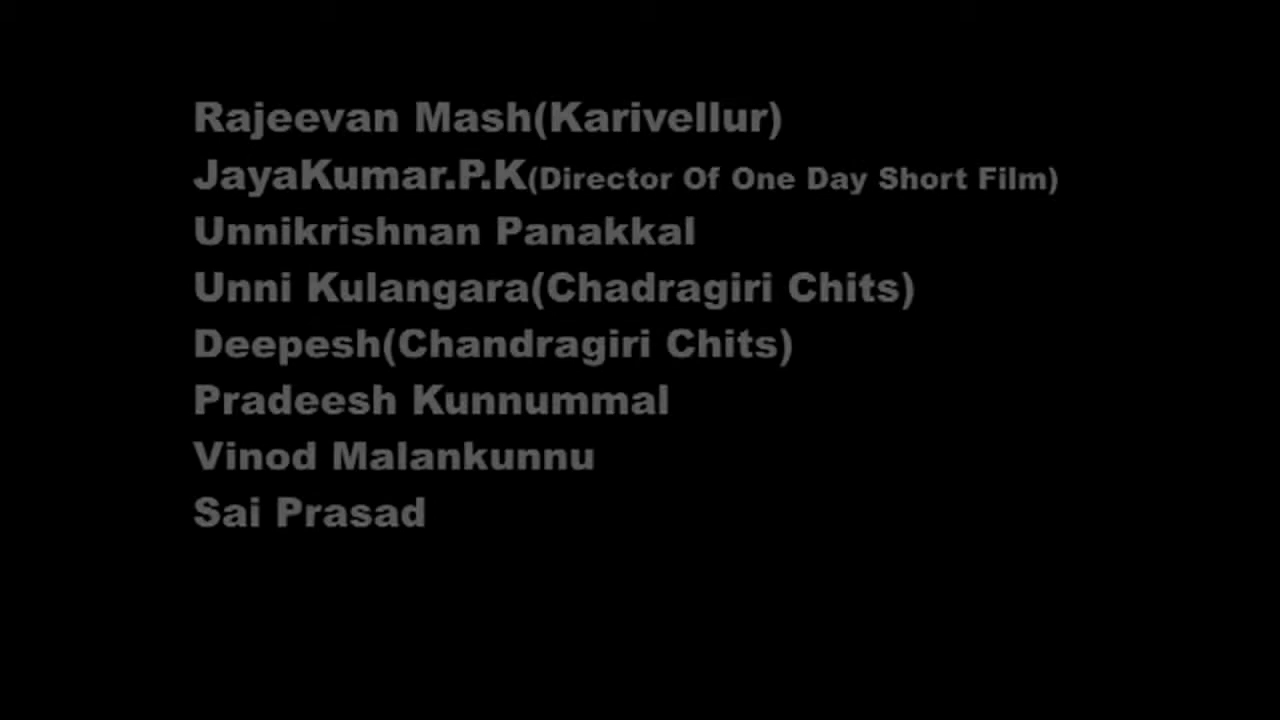 Rajeevan Mash(Karivellur)
JayaKumar.P.K(Director Of One Day Short Film)
Unnikrishnan Panakkal
Unni Kulangara(Chadragiri Chits)
Deepesh(Chandragiri Chits)
Pradeesh Kunnummal
Vinod Malankunnu
Sai Prasad